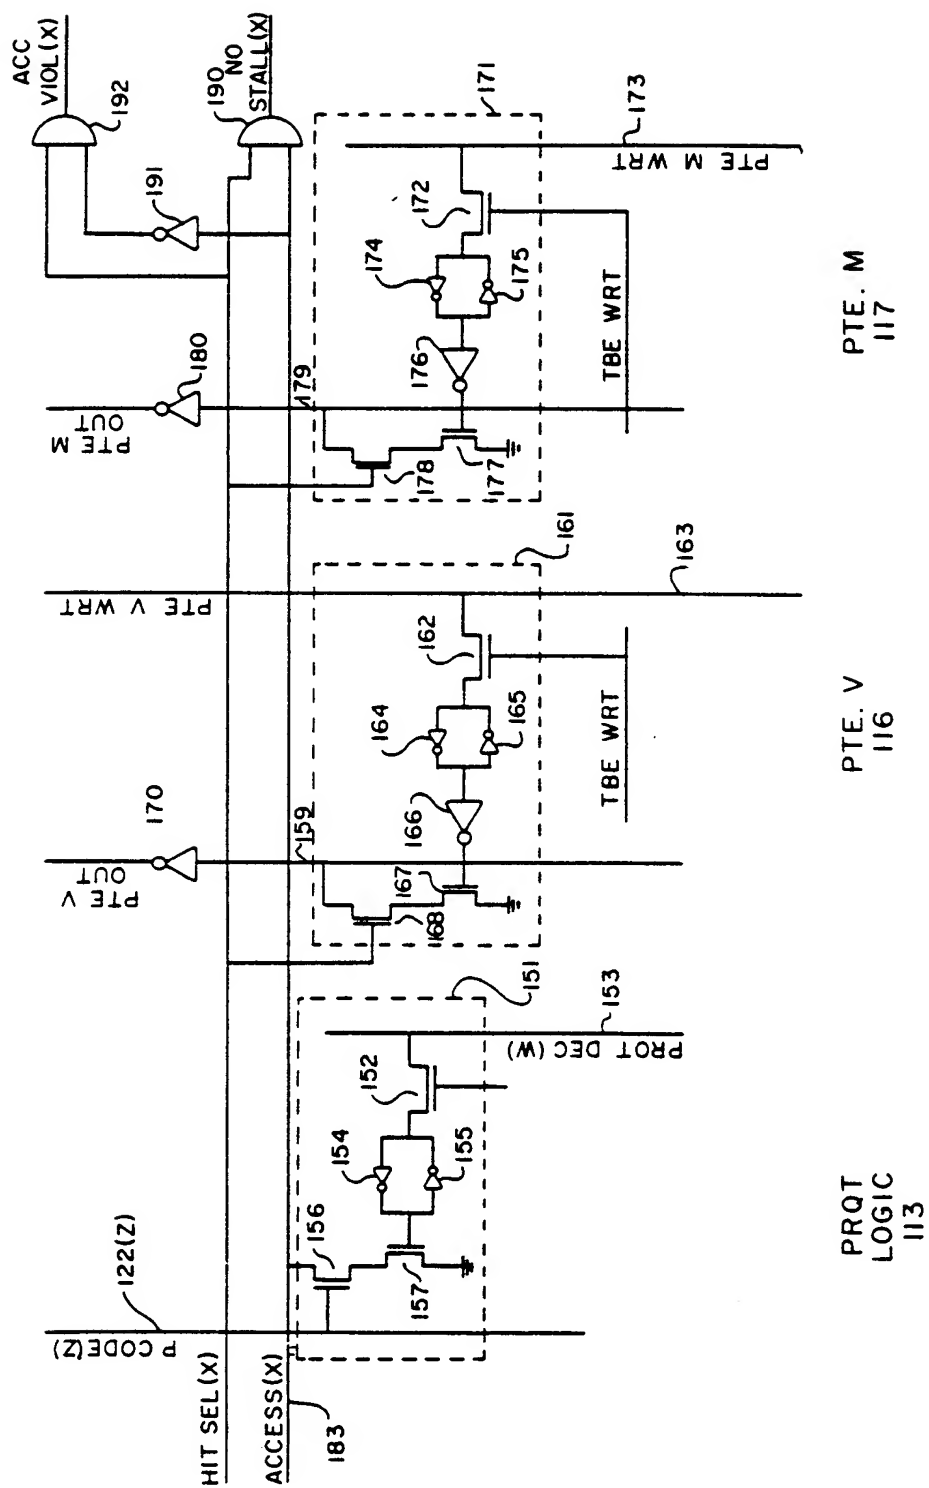 ACC
VIOL(X)
192
190
NO
STALL(X)
191
171
173
PTE M WRT
172
174
175
176
TBE WRT
177
178
179
180
PTE M
OUT
PTE. M
117
161
163
PTE V WRT
162
164
165
166
TBE WRT
167
168
159
170
PTE V
OUT
PTE. V
116
151
153
PROT DEC(W)
152
154
155
156
157
122(Z)
P CODE(Z)
HIT SEL(X)
ACCESS(X)
183
PRQT
LOGIC
113